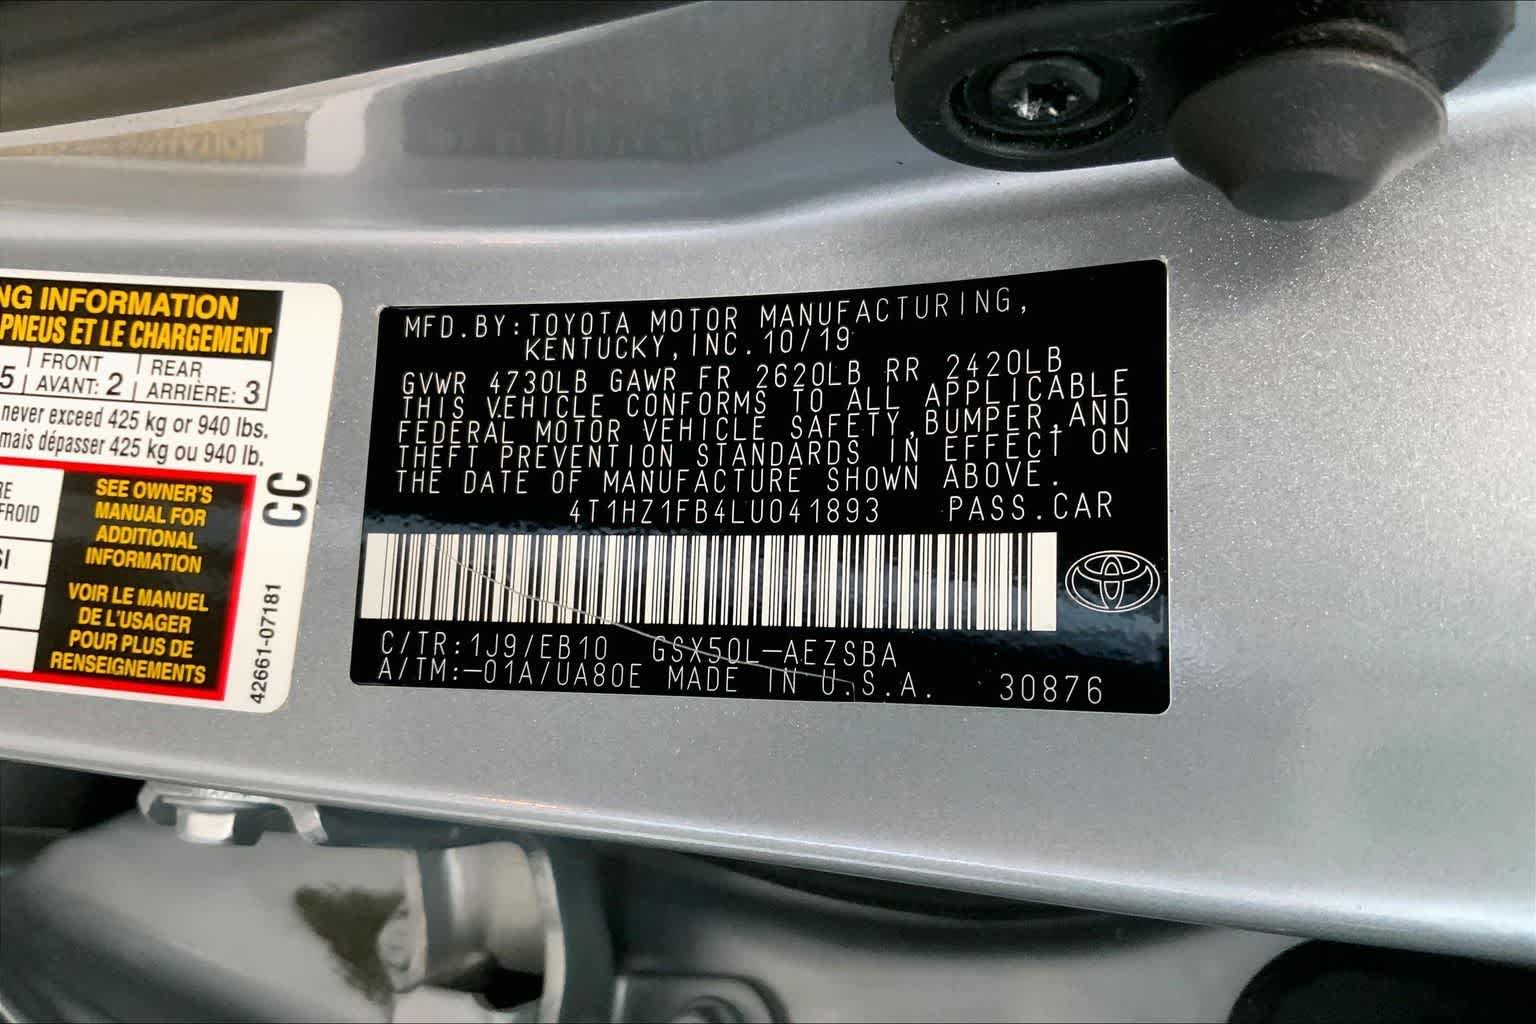 NG INFORMATION
PNEUS ET LE CHARGEMENT
5 FRONT REAR
AVANT: 2 ARRIÈRE: 3
never exceed 425 kg or 940 lbs.
mais dépasser 425 kg ou 940 lb.
RE
FROID
SEE OWNER'S
MANUAL FOR
ADDITIONAL
INFORMATION
VOIR LE MANUEL
DE L'USAGER
POUR PLUS DE
RENSEIGNEMENTS
CC
42661-07181
MFD.BY:TOYOTA MOTOR MANUFACTURING,
KENTUCKY,INC.10/19
GVWR 4730LB GAWR FR 2620LB RR 2420LB
THIS VEHICLE CONFORMS TO ALL APPLICABLE
FEDERAL MOTOR VEHICLE SAFETY,BUMPER,AND
THEFT PREVENTION STANDARDS IN EFFECT ON
THE DATE OF MANUFACTURE SHOWN ABOVE.
4T1HZ1FB4LU041893 PASS.CAR
C/TR:1J9/EB10 GSX50L-AEZSBA
A/TM:-01A/UA80E MADE IN U.S.A. 30876